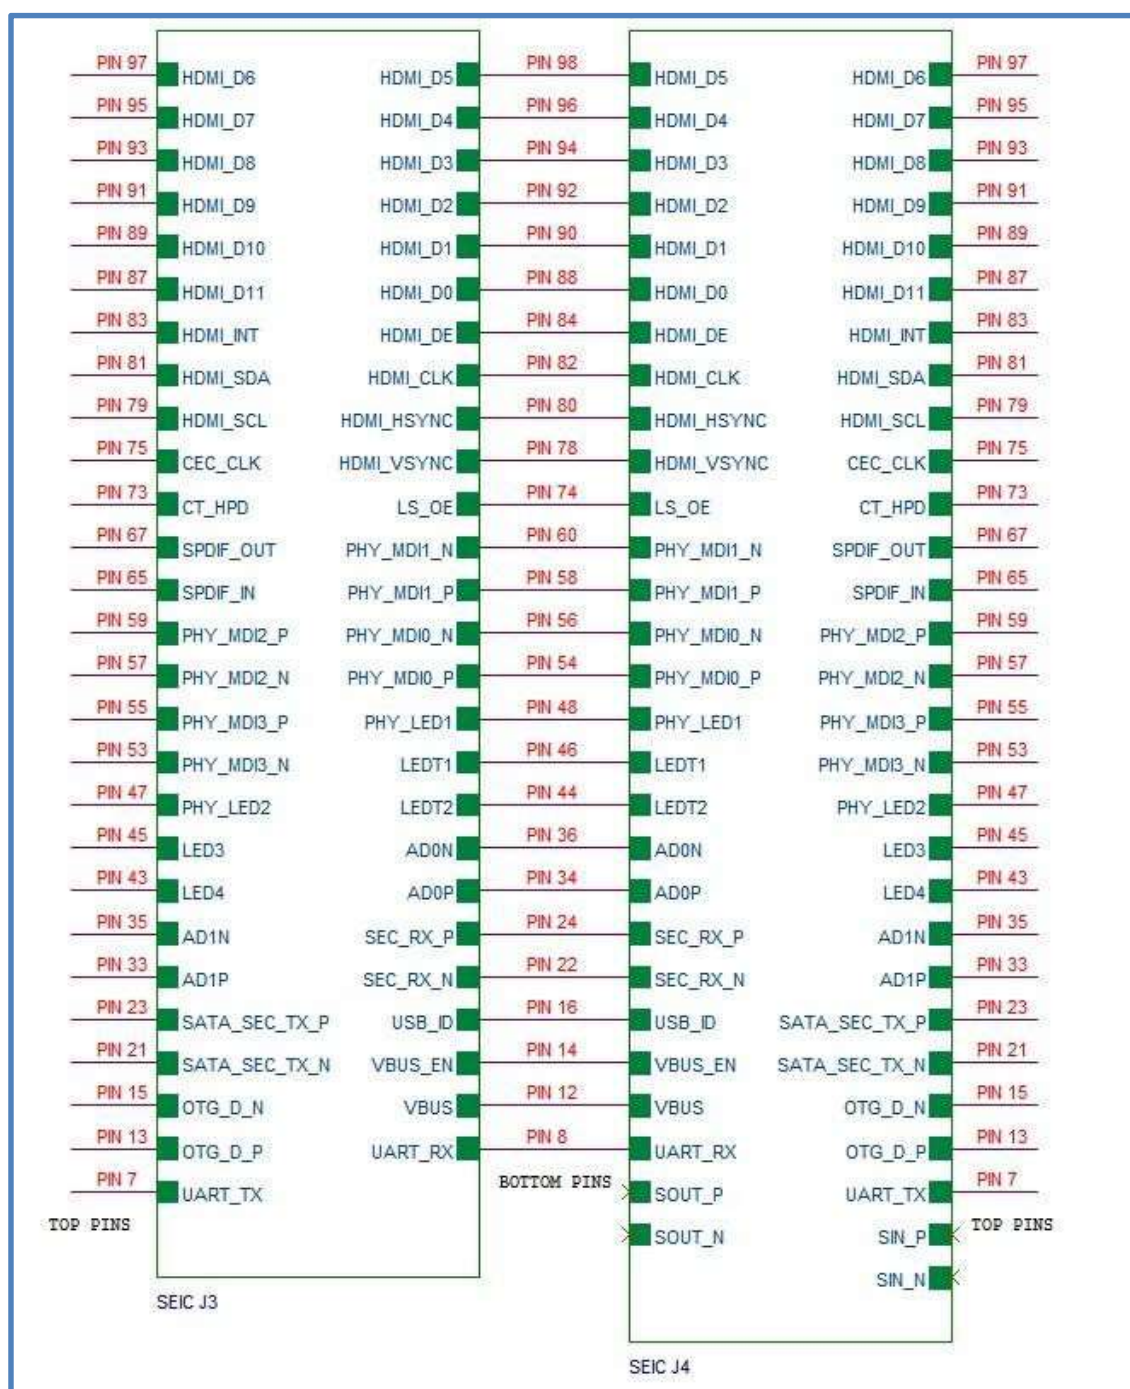 PIN 97 HDMI_D6 HDMI_D5 PIN 98 HDMI_D5 HDMI_D6 PIN 97
PIN 95 HDMI_D7 HDMI_D4 PIN 96 HDMI_D4 HDMI_D7 PIN 95
PIN 93 HDMI_D8 HDMI_D3 PIN 94 HDMI_D3 HDMI_D8 PIN 93
PIN 91 HDMI_D9 HDMI_D2 PIN 92 HDMI_D2 HDMI_D9 PIN 91
PIN 89 HDMI_D10 HDMI_D1 PIN 90 HDMI_D1 HDMI_D10 PIN 89
PIN 87 HDMI_D11 HDMI_D0 PIN 88 HDMI_D0 HDMI_D11 PIN 87
PIN 83 HDMI_INT HDMI_DE PIN 84 HDMI_DE HDMI_INT PIN 83
PIN 81 HDMI_SDA HDMI_CLK PIN 82 HDMI_CLK HDMI_SDA PIN 81
PIN 79 HDMI_SCL HDMI_HSYNC PIN 80 HDMI_HSYNC HDMI_SCL PIN 79
PIN 75 CEC_CLK HDMI_VSYNC PIN 78 HDMI_VSYNC CEC_CLK PIN 75
PIN 73 CT_HPD LS_OE PIN 74 LS_OE CT_HPD PIN 73
PIN 67 SPDIF_OUT PHY_MDI1_N PIN 60 PHY_MDI1_N SPDIF_OUT PIN 67
PIN 65 SPDIF_IN PHY_MDI1_P PIN 58 PHY_MDI1_P SPDIF_IN PIN 65
PIN 59 PHY_MDI2_P PHY_MDI0_N PIN 56 PHY_MDI0_N PHY_MDI2_P PIN 59
PIN 57 PHY_MDI2_N PHY_MDI0_P PIN 54 PHY_MDI0_P PHY_MDI2_N PIN 57
PIN 55 PHY_MDI3_P PHY_LED1 PIN 48 PHY_LED1 PHY_MDI3_P PIN 55
PIN 53 PHY_MDI3_N LEDT1 PIN 46 LEDT1 PHY_MDI3_N PIN 53
PIN 47 PHY_LED2 LEDT2 PIN 44 LEDT2 PHY_LED2 PIN 47
PIN 45 LED3 AD0N PIN 36 AD0N LED3 PIN 45
PIN 43 LED4 AD0P PIN 34 AD0P LED4 PIN 43
PIN 35 AD1N SEC_RX_P PIN 24 SEC_RX_P AD1N PIN 35
PIN 33 AD1P SEC_RX_N PIN 22 SEC_RX_N AD1P PIN 33
PIN 23 SATA_SEC_TX_P USB_ID PIN 16 USB_ID SATA_SEC_TX_P PIN 23
PIN 21 SATA_SEC_TX_N VBUS_EN PIN 14 VBUS_EN SATA_SEC_TX_N PIN 21
PIN 15 OTG_D_N VBUS PIN 12 VBUS OTG_D_N PIN 15
PIN 13 OTG_D_P UART_RX PIN 8 UART_RX OTG_D_P PIN 13
PIN 7 UART_TX BOTTOM PINS SOUT_P UART_TX PIN 7
TOP PINS SOUT_N SIN_P TOP PINS
SIN_N
SEIC J3
SEIC J4